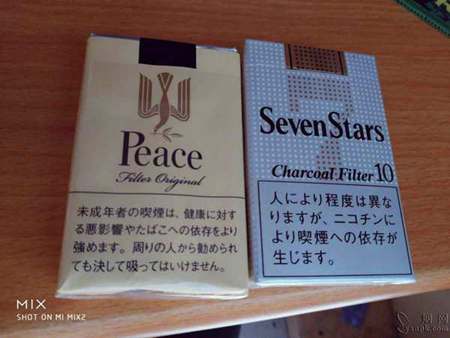 Peace
Filter Original
未成年者の喫煙は、健康に対す
る悪影響やたばこへの依存をより
強めます。周りの人から勧められ
ても決して吸ってはいけません。
7
SevenStars
Charcoal Filter 10
人により程度は異な
りますが、ニコチンに
より喫煙への依存が
生じます。
MIX
SHOT ON MI MIX2